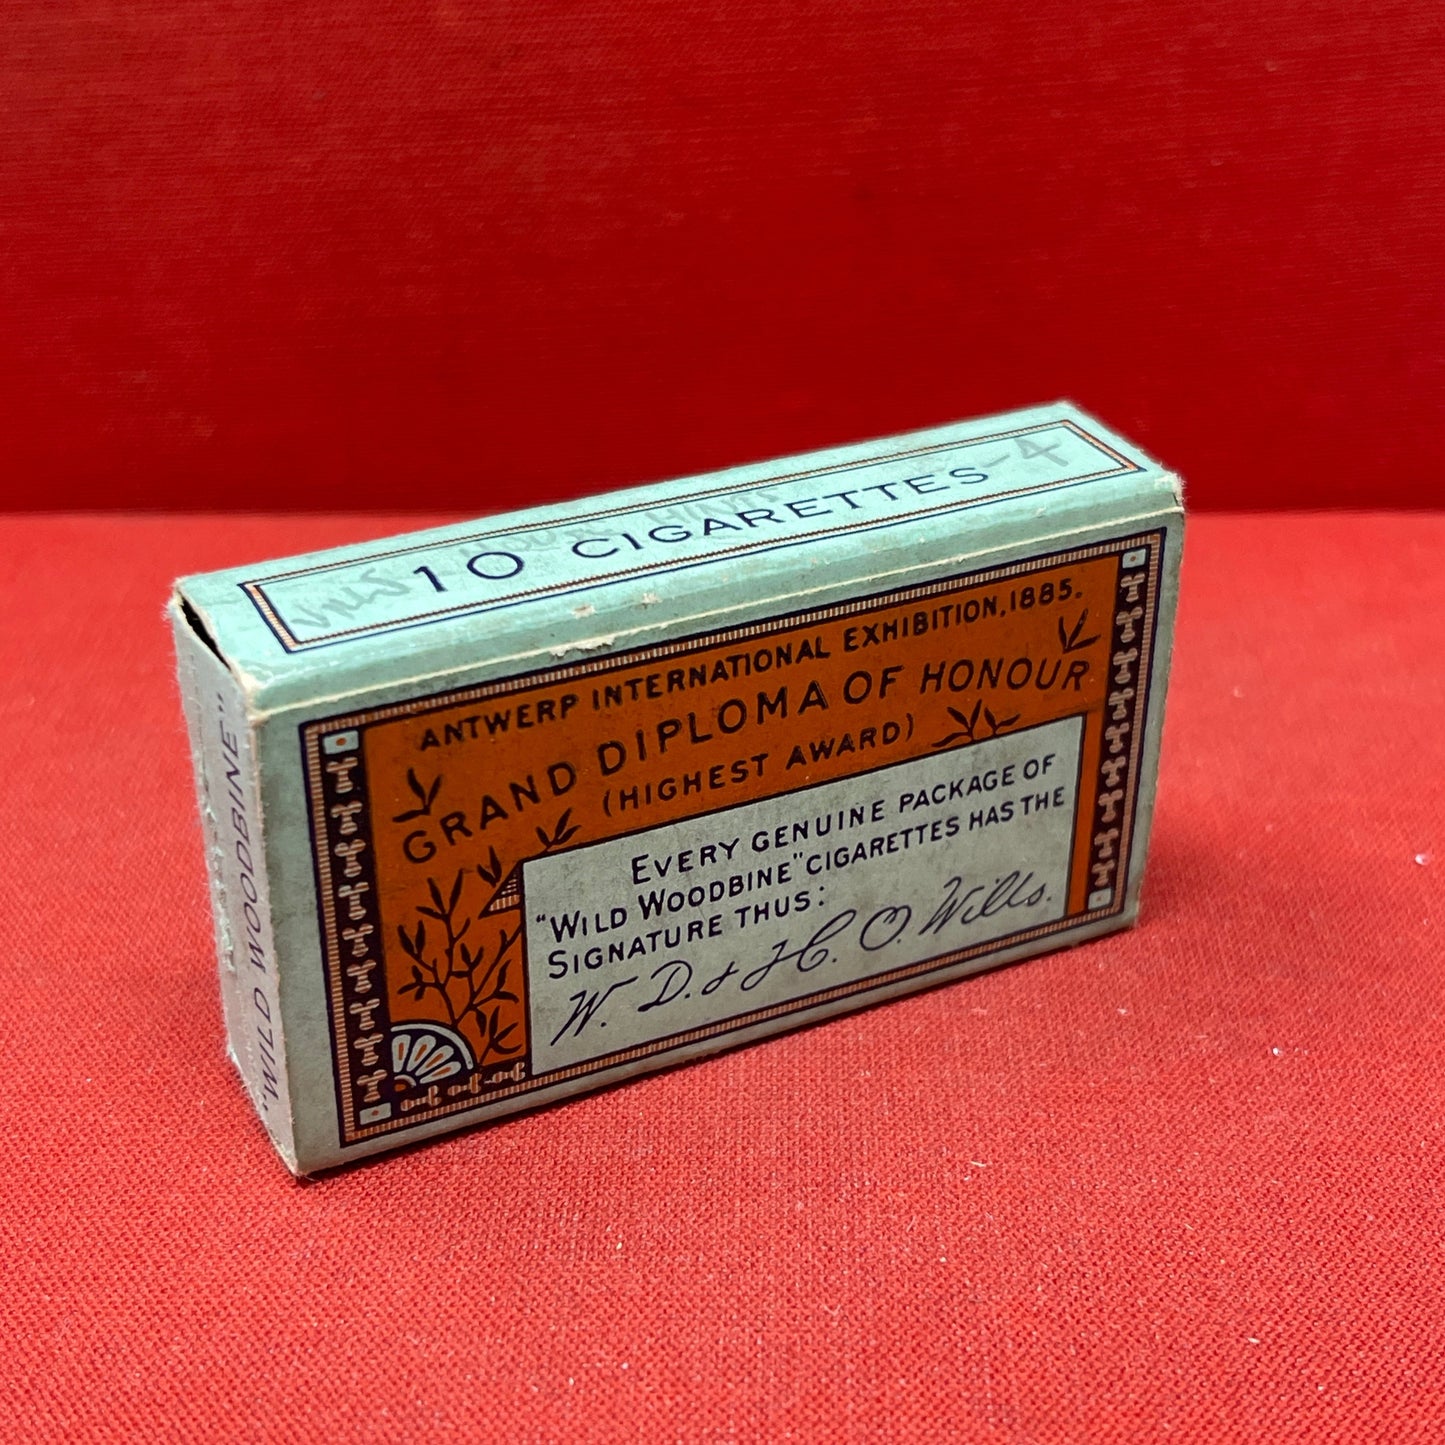 10 CIGARETTES
-4
ANTWERP INTERNATIONAL EXHIBITION, 1885.
GRAND DIPLOMA OF HONOUR
(HIGHEST AWARD)
EVERY GENUINE PACKAGE OF
"WILD WOODBINE" CIGARETTES HAS THE
SIGNATURE THUS:
W. D. & H. O. Wills.
"WILD WOODBINE"